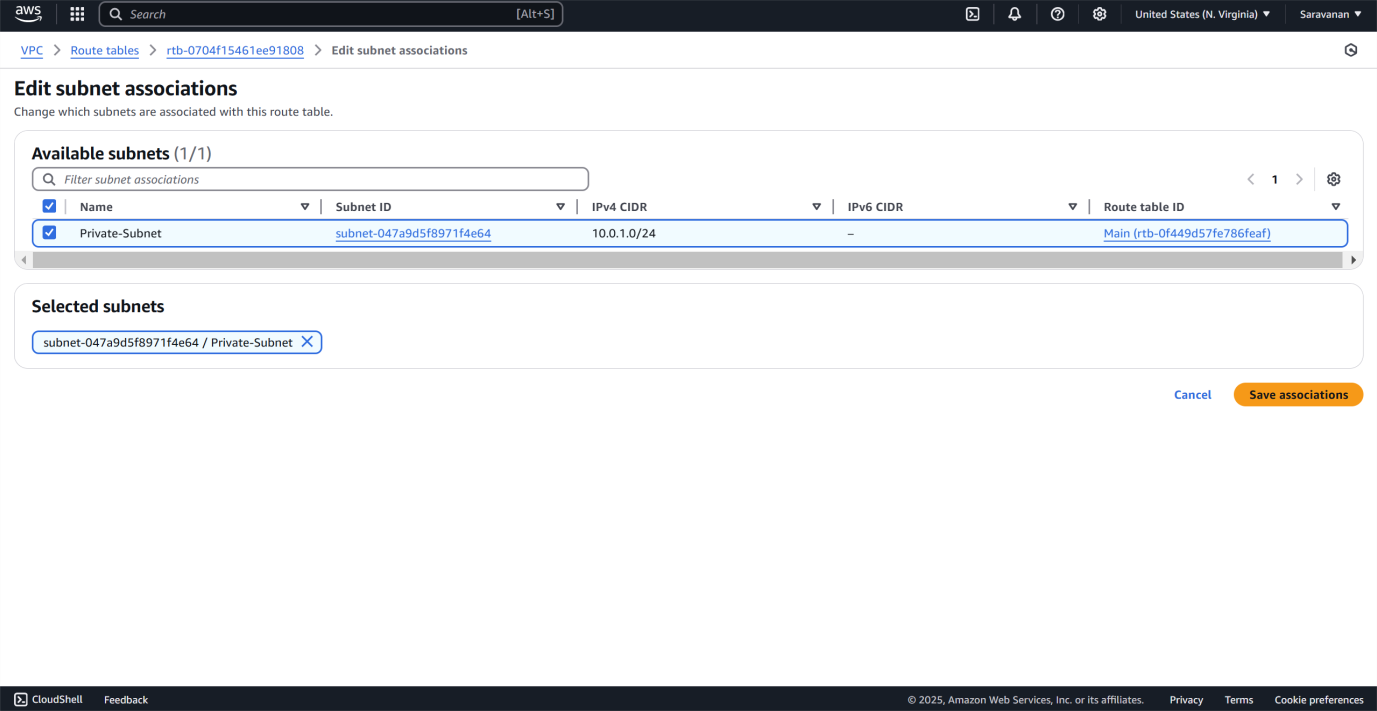 aws Search [Alt+S] United States (N. Virginia) Saravanan
VPC Route tables rtb-0704f15461ee91808 Edit subnet associations
Edit subnet associations
Change which subnets are associated with this route table.
Available subnets (1/1)
Filter subnet associations 1
Name Subnet ID IPv4 CIDR IPv6 CIDR Route table ID
Private-Subnet subnet-047a9d5f8971f4e64 10.0.1.0/24 – Main (rtb-0f449d57fe786feaf)
Selected subnets
subnet-047a9d5f8971f4e64 / Private-Subnet
Cancel Save associations
CloudShell Feedback © 2025, Amazon Web Services, Inc. or its affiliates. Privacy Terms Cookie preferences